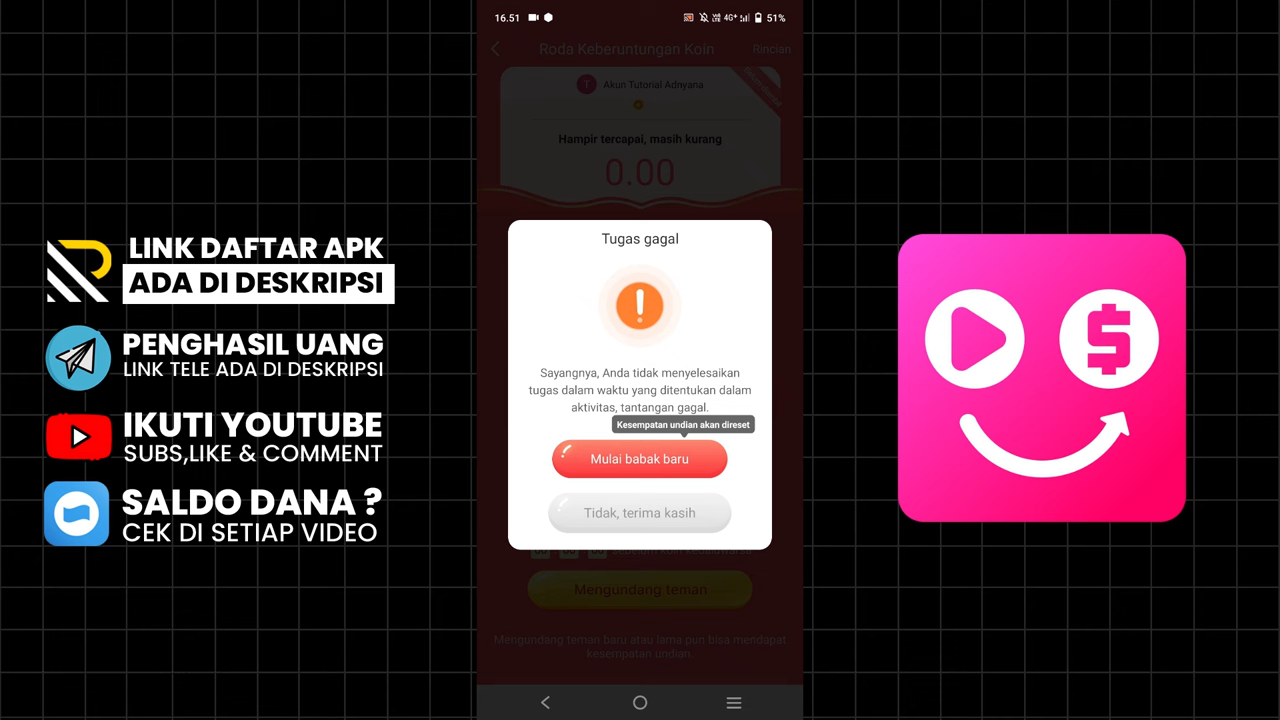 LINK DAFTAR APK
ADA DI DESKRIPSI
PENGHASIL UANG
LINK TELE ADA DI DESKRIPSI
IKUTI YOUTUBE
SUBS,LIKE & COMMENT
SALDO DANA ?
CEK DI SETIAP VIDEO
16.51
4G+
51%
Roda Keberuntungan Koin
Rincian
T
Akun Tutorial Adnyana
Hampir tercapai, masih kurang
0.00
Tugas gagal
Sayangnya, Anda tidak menyelesaikan
tugas dalam waktu yang ditentukan dalam
aktivitas, tantangan gagal.
Kesempatan undian akan direset
Mulai babak baru
Tidak, terima kasih
Mengundang teman
Mengundang teman baru atau lama pun bisa mendapat
kesempatan undian.
$